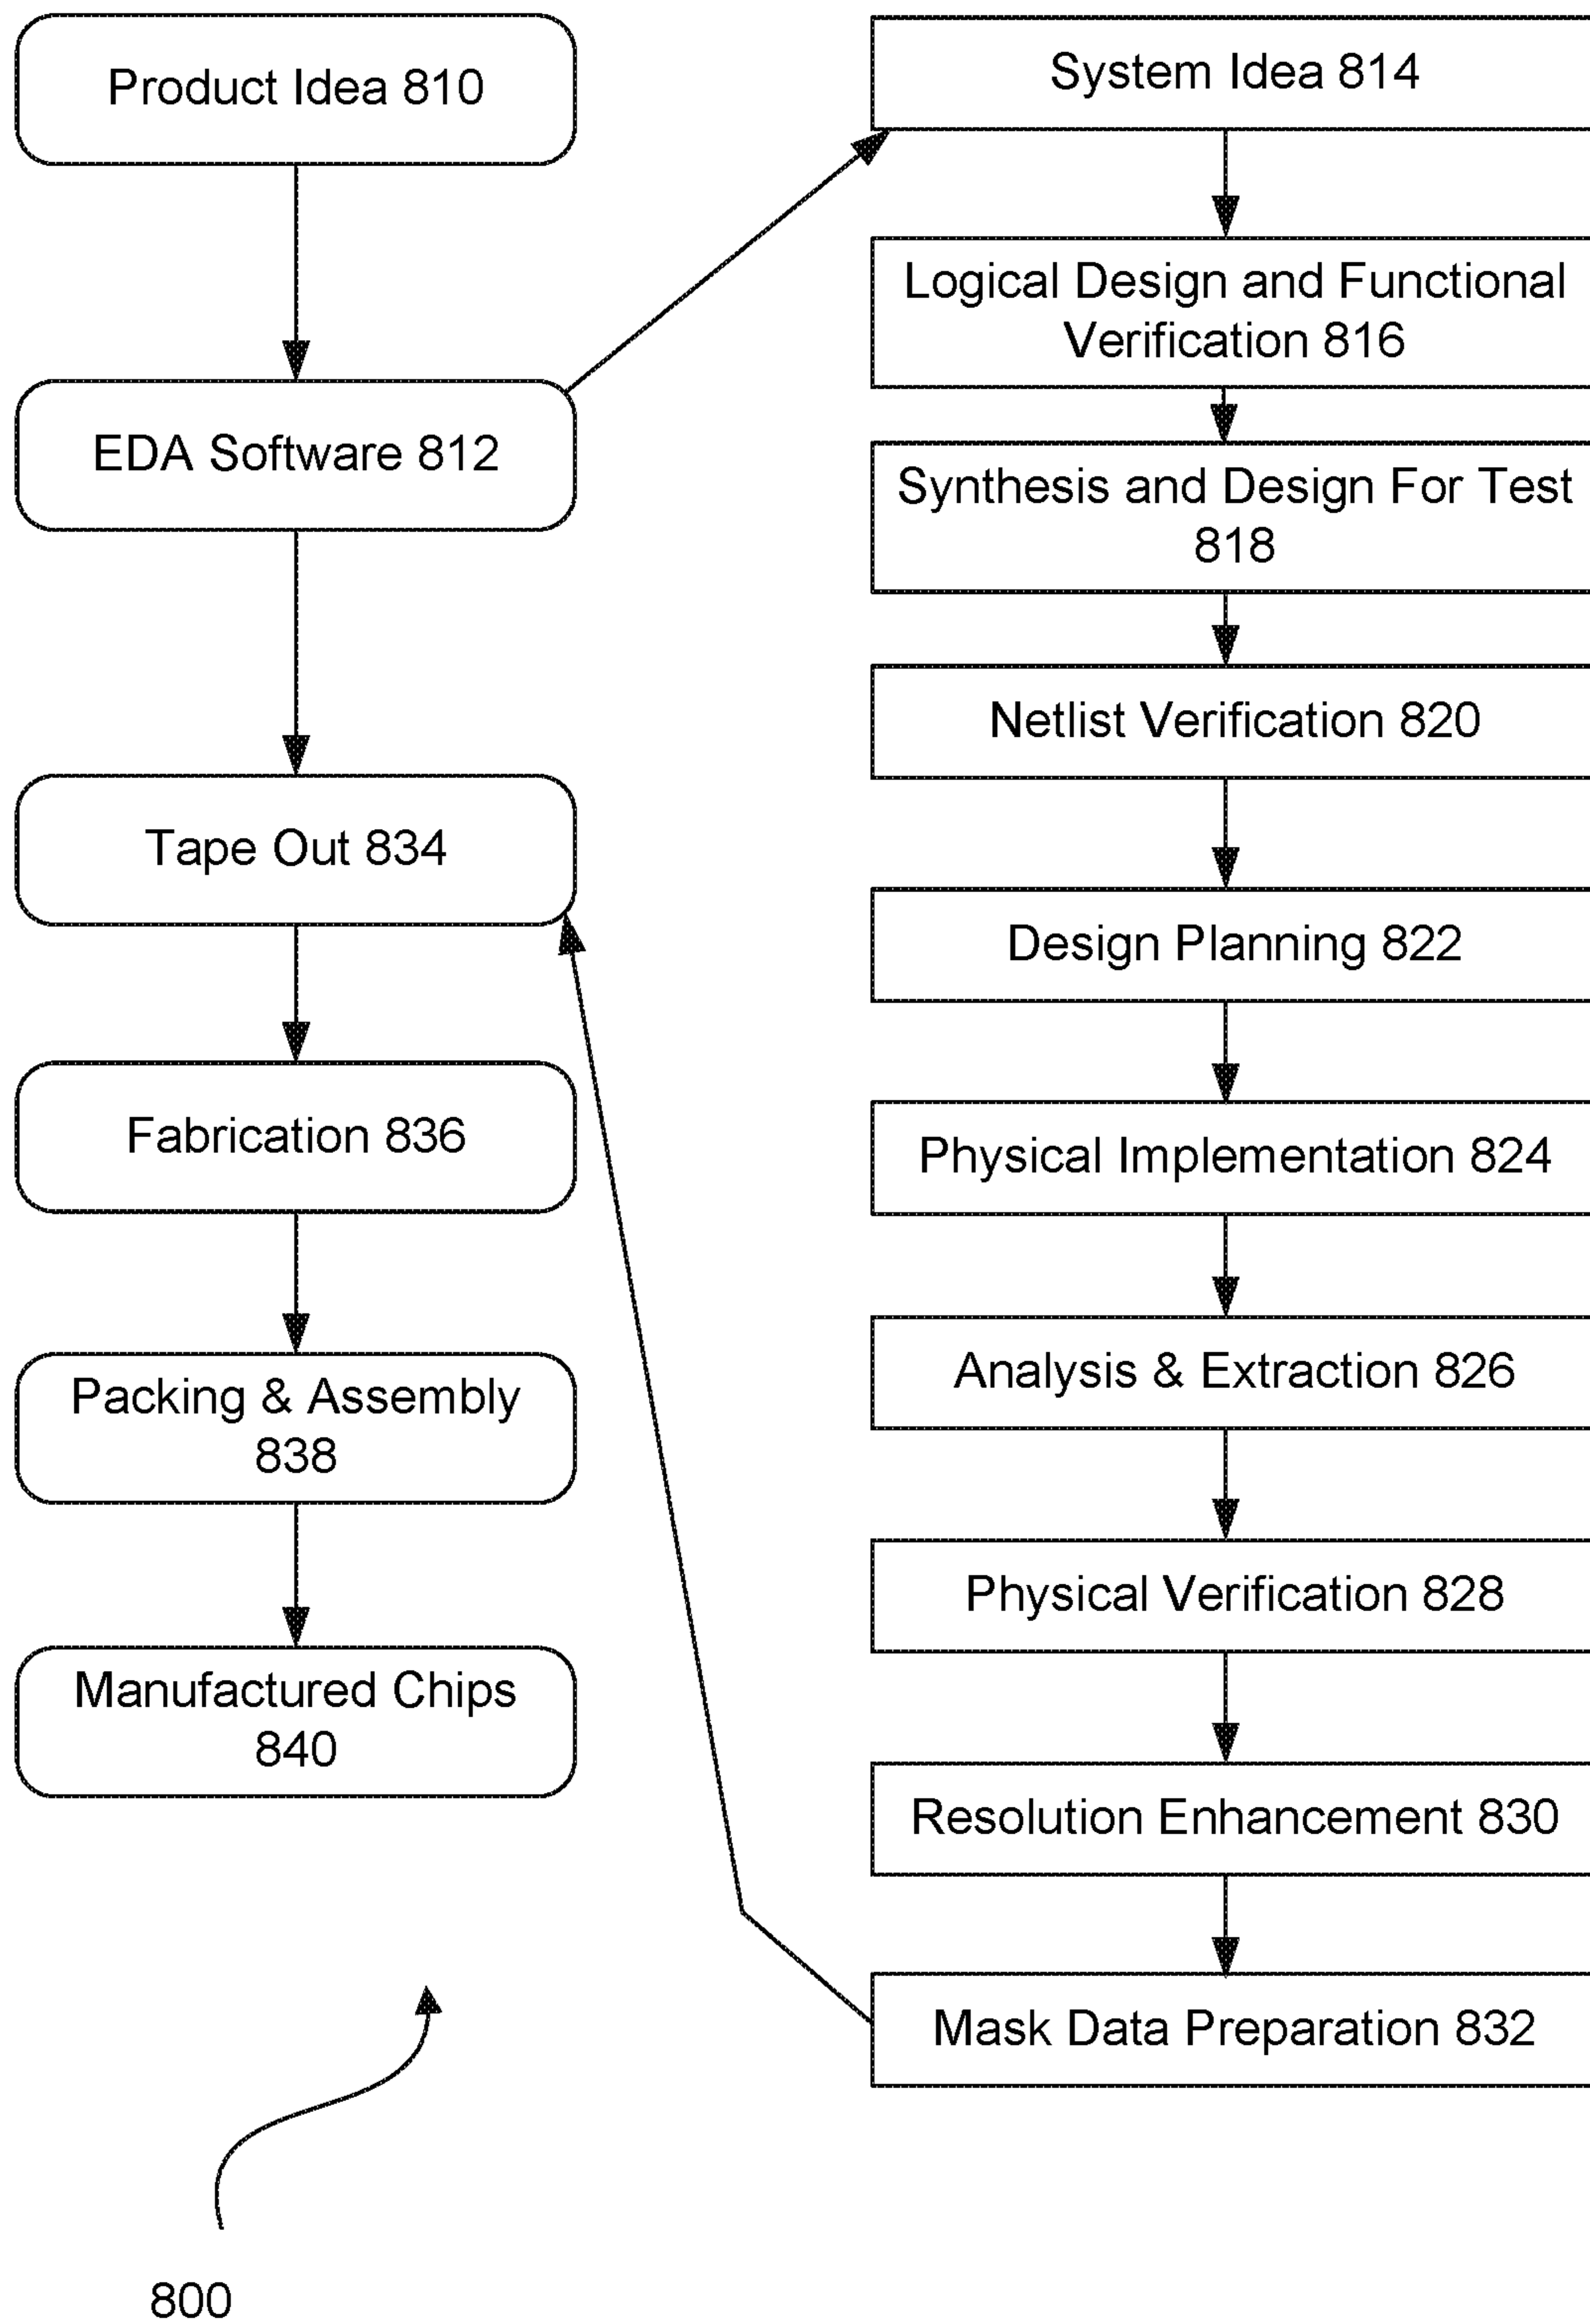 Product Idea 810
EDA Software 812
Tape Out 834
Fabrication 836
Packing & Assembly
838
Manufactured Chips
840
System Idea 814
Logical Design and Functional
Verification 816
Synthesis and Design For Test
818
Netlist Verification 820
Design Planning 822
Physical Implementation 824
Analysis & Extraction 826
Physical Verification 828
Resolution Enhancement 830
Mask Data Preparation 832
800